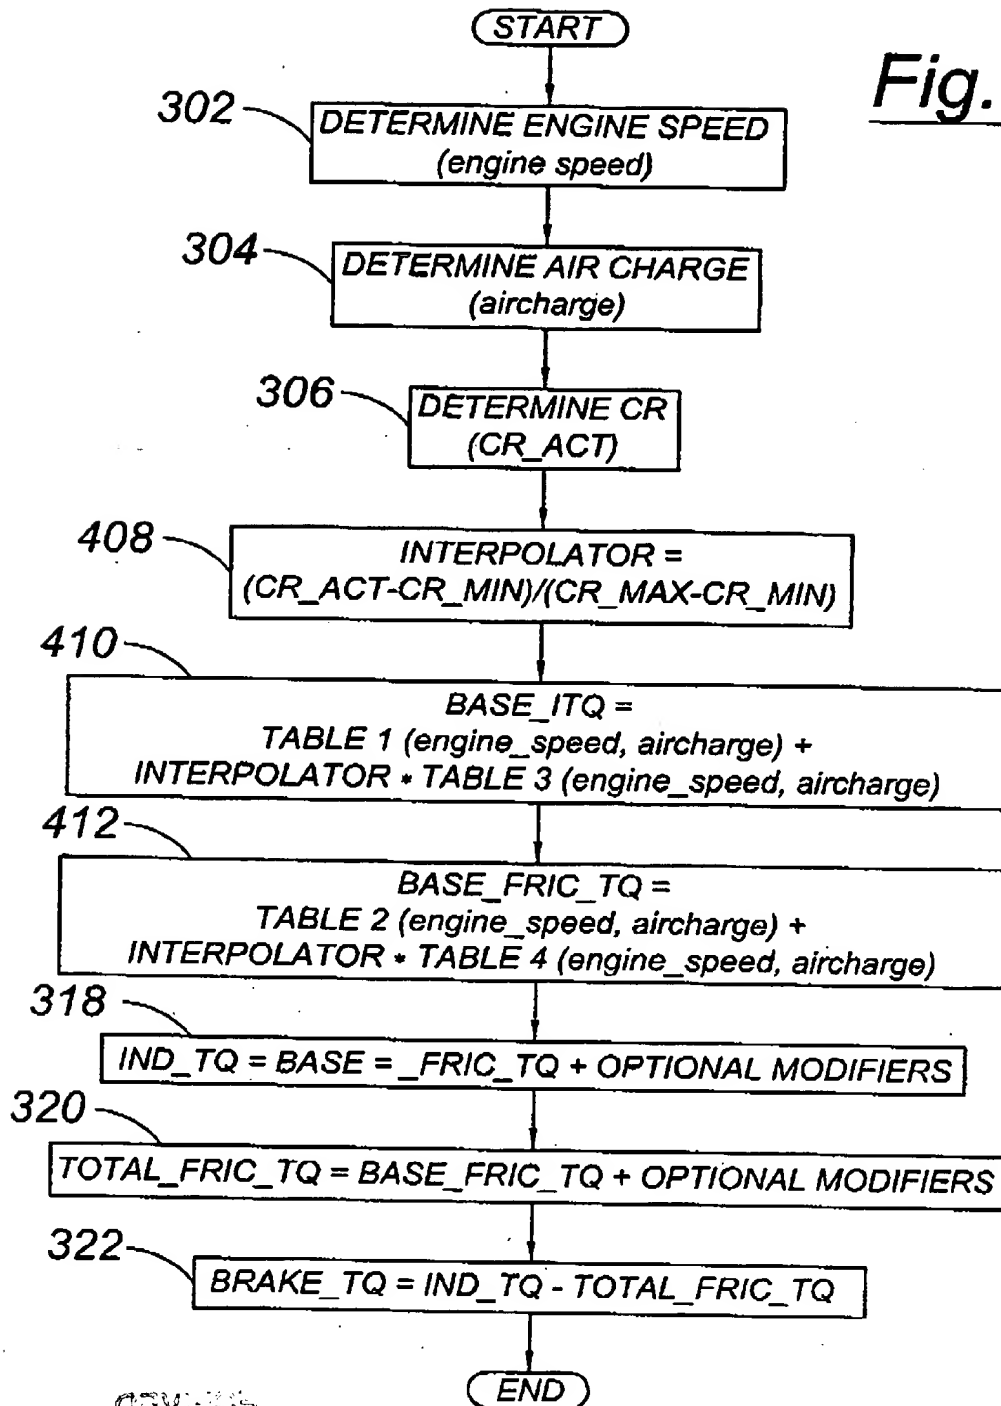 START
Fig.
302
DETERMINE ENGINE SPEED
(engine speed)
304
DETERMINE AIR CHARGE
(aircharge)
306
DETERMINE CR
(CR_ACT)
408
INTERPOLATOR =
(CR_ACT-CR_MIN)/(CR_MAX-CR_MIN)
410
BASE_ITQ =
TABLE 1 (engine_speed, aircharge) +
INTERPOLATOR * TABLE 3 (engine_speed, aircharge)
412
BASE_FRIC_TQ =
TABLE 2 (engine_speed, aircharge) +
INTERPOLATOR * TABLE 4 (engine_speed, aircharge)
318
IND_TQ = BASE = _FRIC_TQ + OPTIONAL MODIFIERS
320
TOTAL_FRIC_TQ = BASE_FRIC_TQ + OPTIONAL MODIFIERS
322
BRAKE_TQ = IND_TQ - TOTAL_FRIC_TQ
END